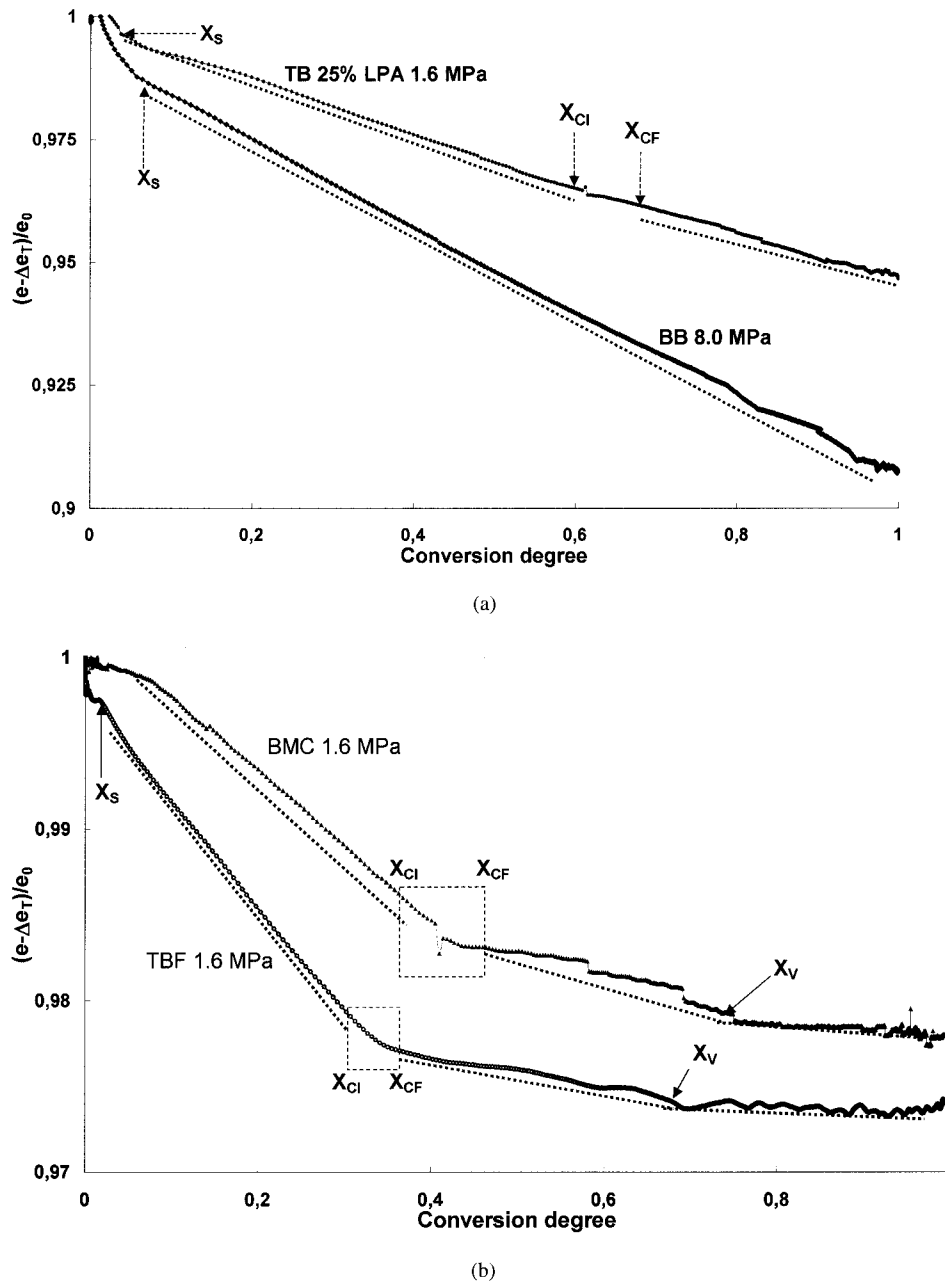 1
X_S
TB 25% LPA 1.6 MPa
X_CI
X_CF
0,975
X_S
(e-Δe_T)/e_0
0,95
BB 8.0 MPa
0,925
0,9
0 0,2 0,4 0,6 0,8 1
Conversion degree
(a)
1
BMC 1.6 MPa
X_S
0,99
(e-Δe_T)/e_0
X_CI X_CF
TBF 1.6 MPa
X_V
0,98
X_V
X_CI X_CF
0,97
0 0,2 0,4 0,6 0,8
Conversion degree
(b)